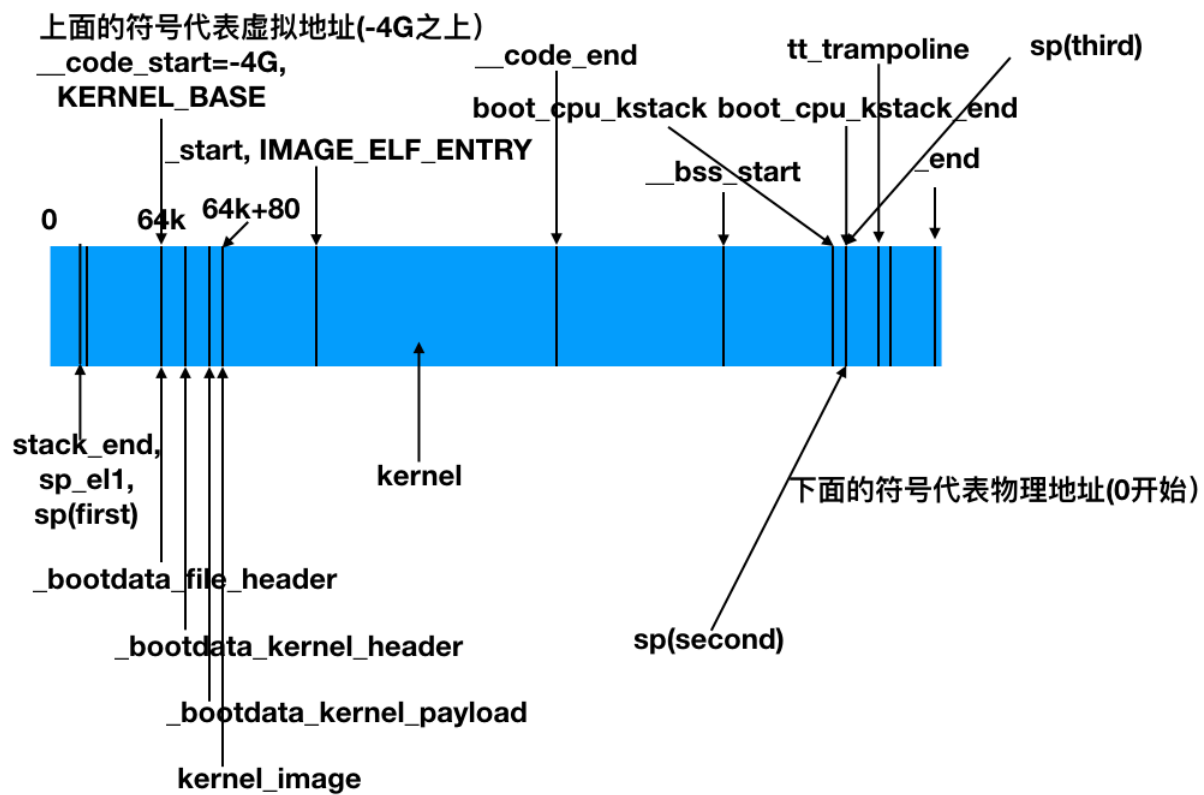 上面的符号代表虚拟地址(-4G之上）
__code_start=-4G,
KERNEL_BASE
__code_end
tt_trampoline
sp(third)
boot_cpu_kstack
boot_cpu_kstack_end
_start, IMAGE_ELF_ENTRY
__bss_start
_end
0
64k
64k+80
stack_end,
sp_el1,
sp(first)
kernel
下面的符号代表物理地址(0开始）
_bootdata_file_header
_bootdata_kernel_header
sp(second)
_bootdata_kernel_payload
kernel_image